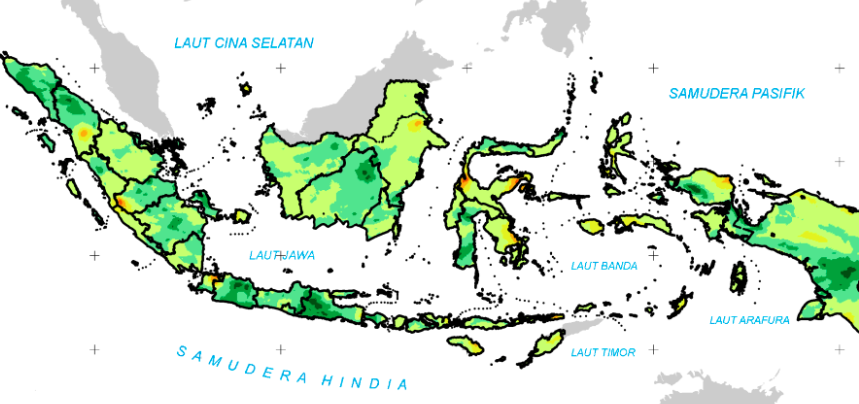 LAUT CINA SELATAN
SAMUDERA PASIFIK
LAUT JAWA
LAUT BANDA
LAUT ARAFURA
LAUT TIMOR
SAMUDERA HINDIA